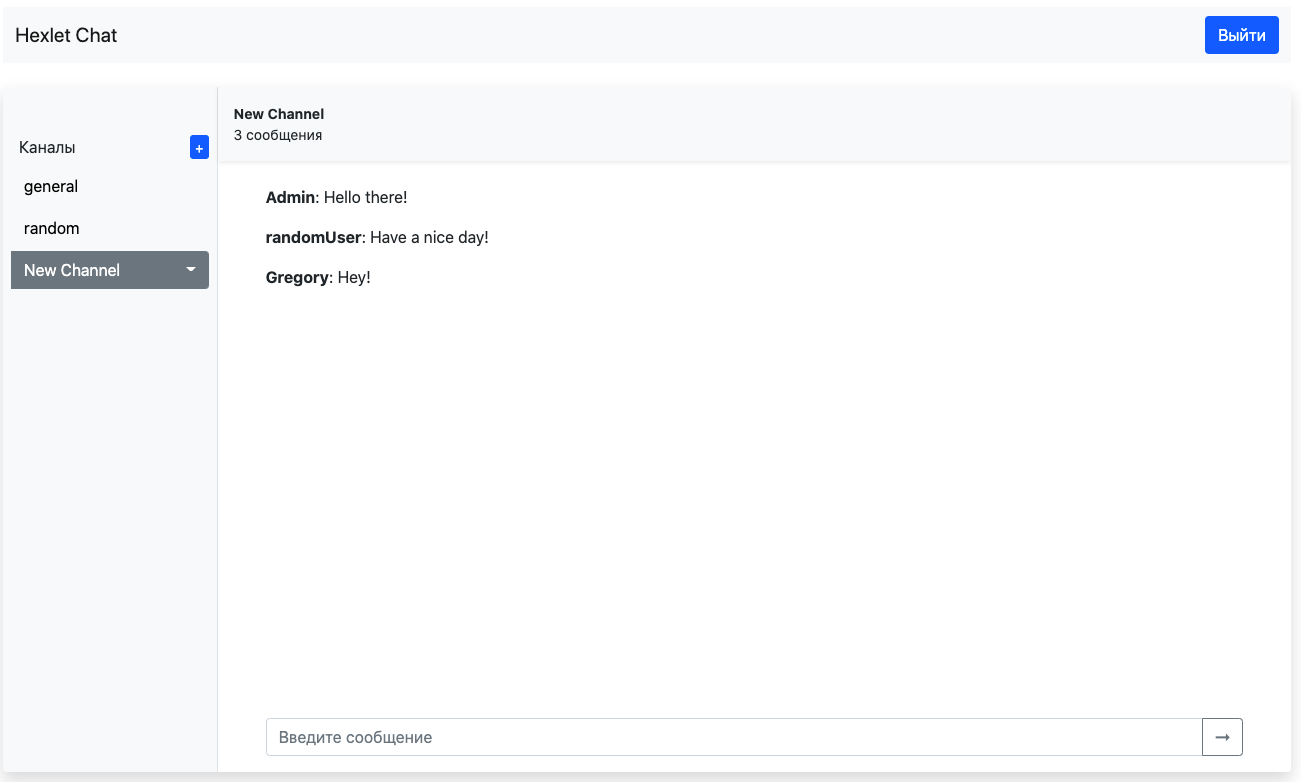 Hexlet Chat
Выйти
Каналы
+
general
random
New Channel
New Channel
3 сообщения
Admin: Hello there!
randomUser: Have a nice day!
Gregory: Hey!
Введите сообщение
→